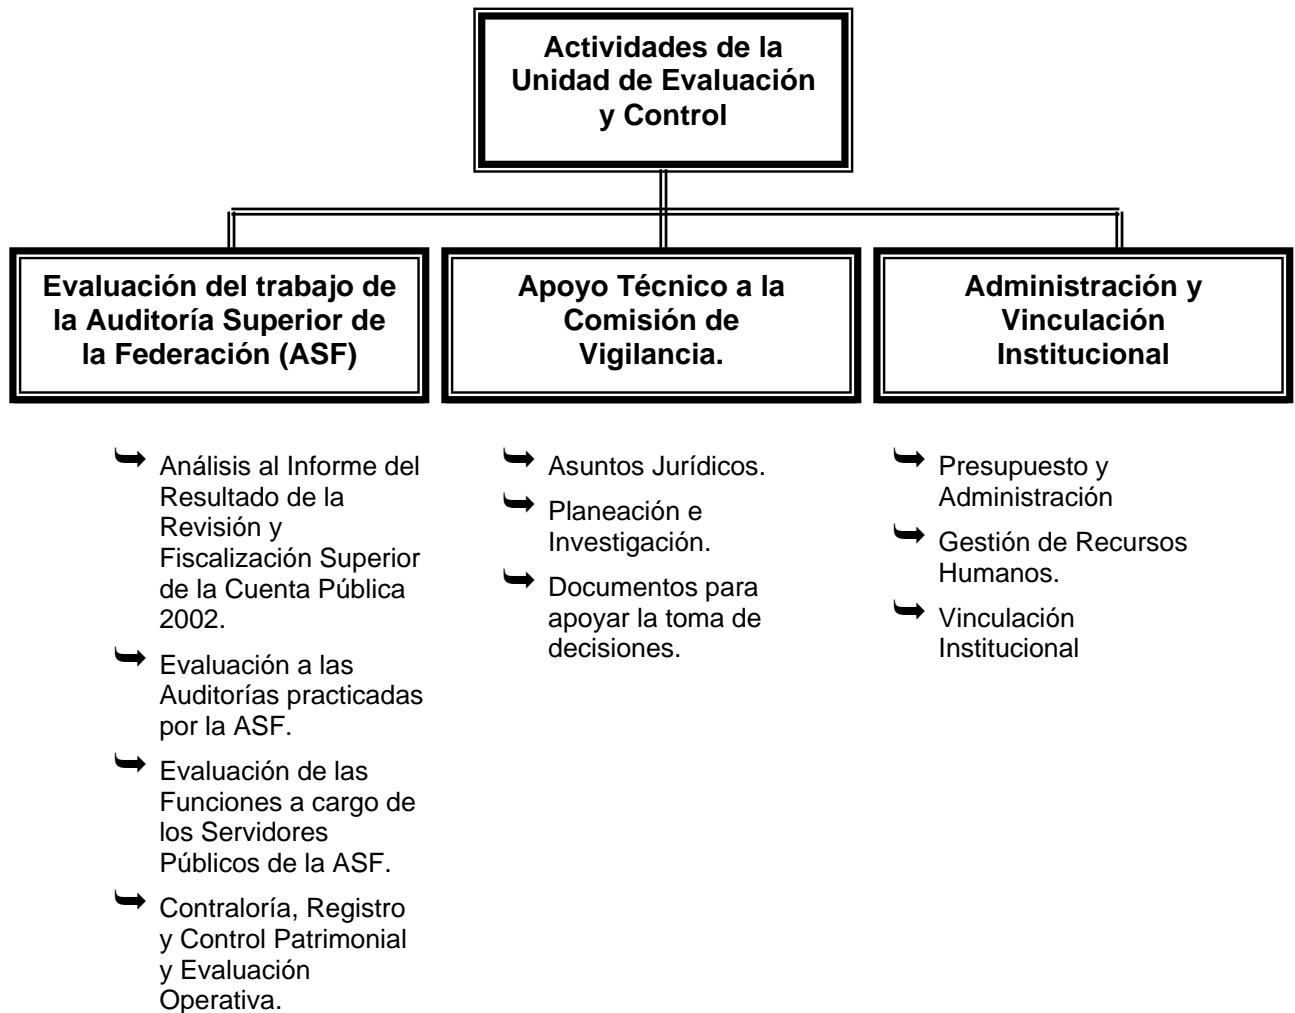 Actividades de la
Unidad de Evaluación
y Control
Evaluación del trabajo de
la Auditoría Superior de
la Federación (ASF)
Apoyo Técnico a la
Comisión de
Vigilancia.
Administración y
Vinculación
Institucional
Análisis al Informe del
Resultado de la
Revisión y
Fiscalización Superior
de la Cuenta Pública
2002.
Evaluación a las
Auditorías practicadas
por la ASF.
Evaluación de las
Funciones a cargo de
los Servidores
Públicos de la ASF.
Contraloría, Registro
y Control Patrimonial
y Evaluación
Operativa.
Asuntos Jurídicos.
Planeación e
Investigación.
Documentos para
apoyar la toma de
decisiones.
Presupuesto y
Administración
Gestión de Recursos
Humanos.
Vinculación
Institucional